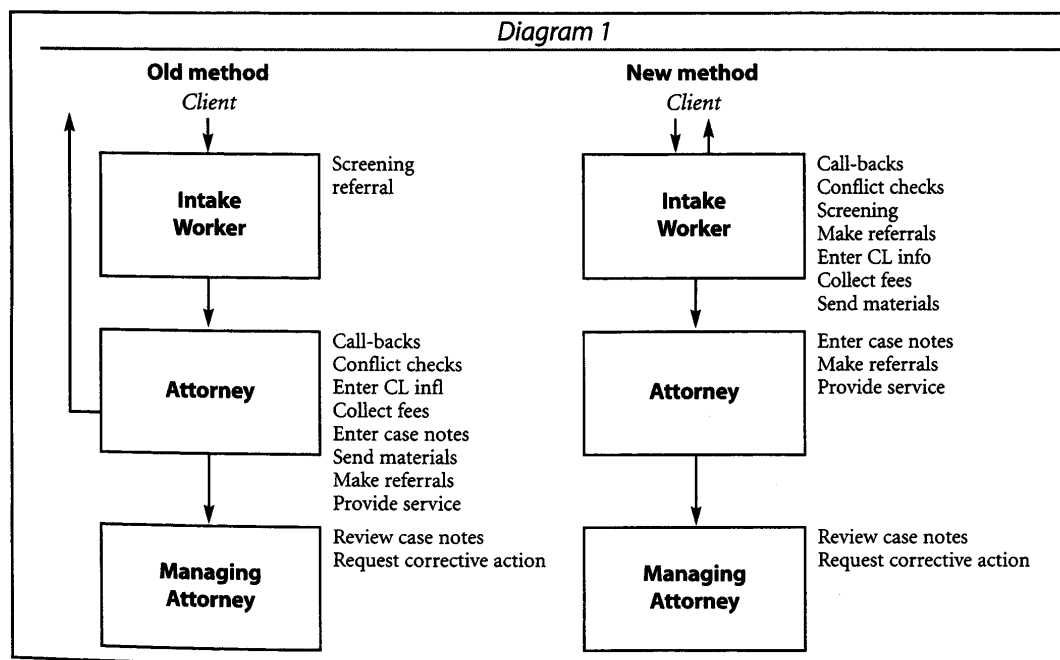 Diagram 1
Old method
Client
Intake
Worker
Screening
referral
Attorney
Call-backs
Conflict checks
Enter CL infl
Collect fees
Enter case notes
Send materials
Make referrals
Provide service
Managing
Attorney
Review case notes
Request corrective action
New method
Client
Intake
Worker
Call-backs
Conflict checks
Screening
Make referrals
Enter CL info
Collect fees
Send materials
Attorney
Enter case notes
Make referrals
Provide service
Managing
Attorney
Review case notes
Request corrective action